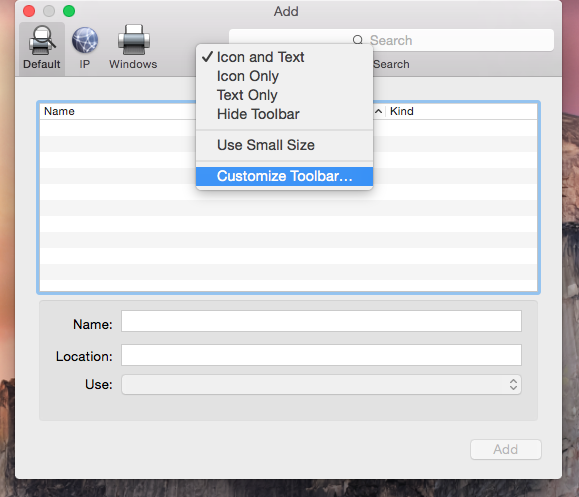 Add
Search
Default
IP
Windows
Search
✓ Icon and Text
Icon Only
Text Only
Hide Toolbar
Use Small Size
Customize Toolbar...
Name
Kind
Name:
Location:
Use:
Add